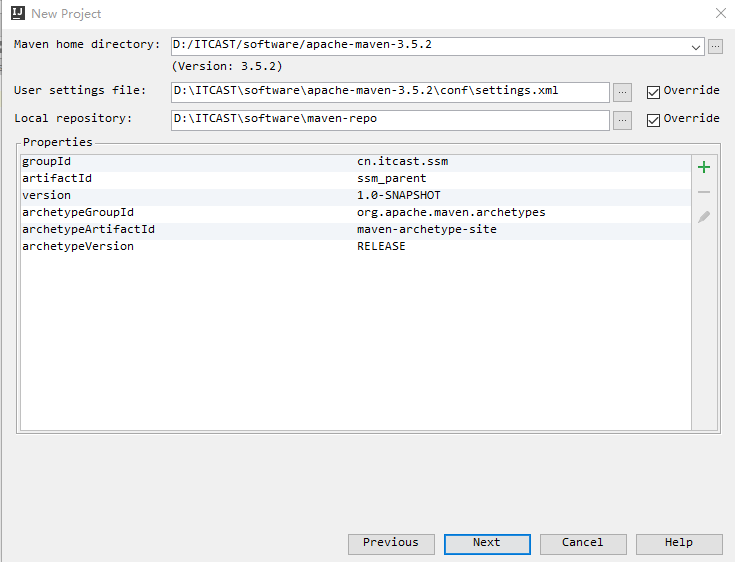 IJ New Project
Maven home directory: D:/ITCAST/software/apache-maven-3.5.2 ...
(Version: 3.5.2)
User settings file: D:\ITCAST\software\apache-maven-3.5.2\conf\settings.xml ... Override
Local repository: D:\ITCAST\software\maven-repo ... Override
Properties
groupId cn.itcast.ssm
artifactId ssm_parent
version 1.0-SNAPSHOT
archetypeGroupId org.apache.maven.archetypes
archetypeArtifactId maven-archetype-site
archetypeVersion RELEASE
Previous Next Cancel Help